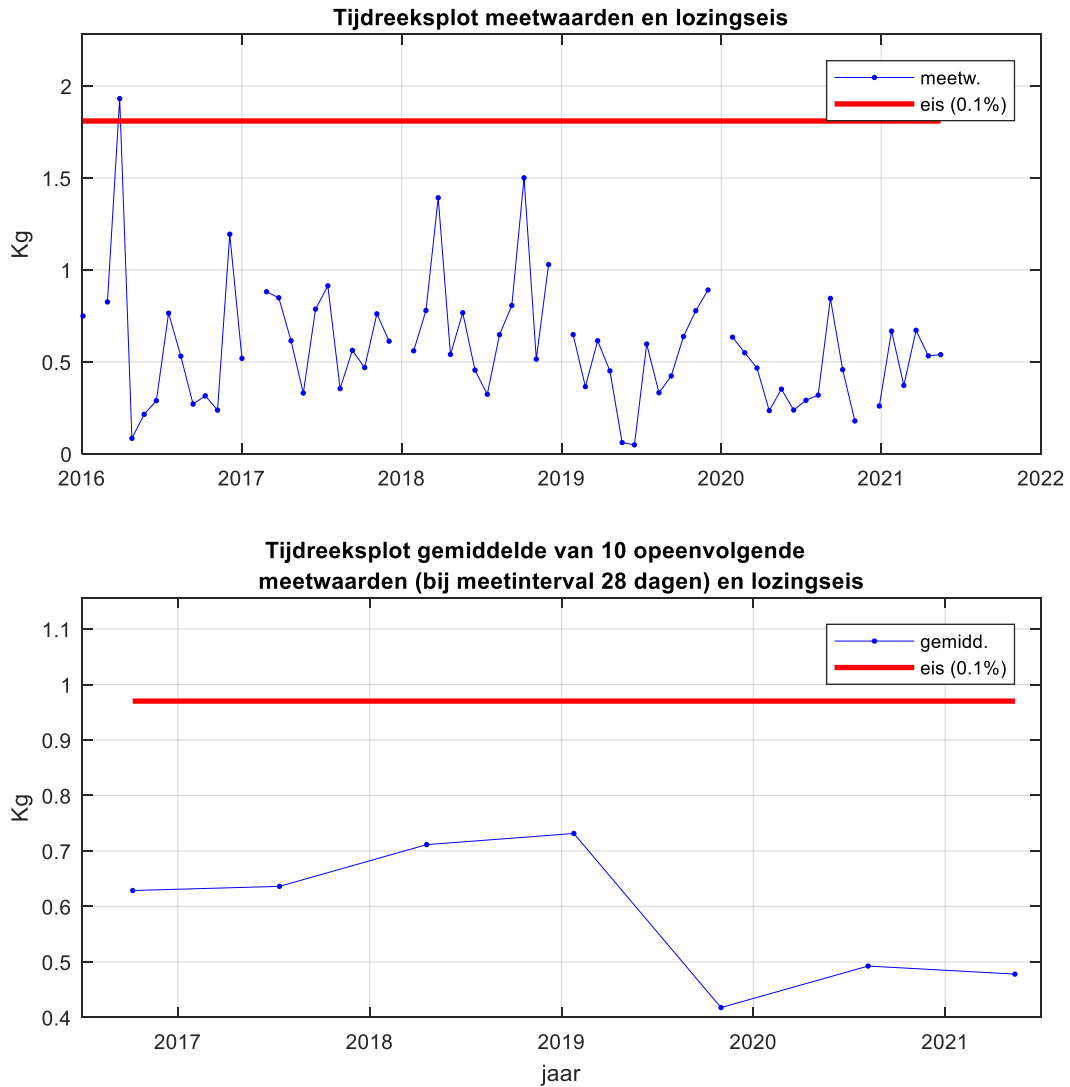 Tijdreeksplot meetwaarden en lozingseis
meetw.
eis (0.1%)
2
1.5
1
0.5
0
Kg
2016 2017 2018 2019 2020 2021 2022
Tijdreeksplot gemiddelde van 10 opeenvolgende
meetwaarden (bij meetinterval 28 dagen) en lozingseis
gemidd.
eis (0.1%)
1.1
1
0.9
0.8
0.7
0.6
0.5
0.4
Kg
2017 2018 2019 2020 2021
jaar